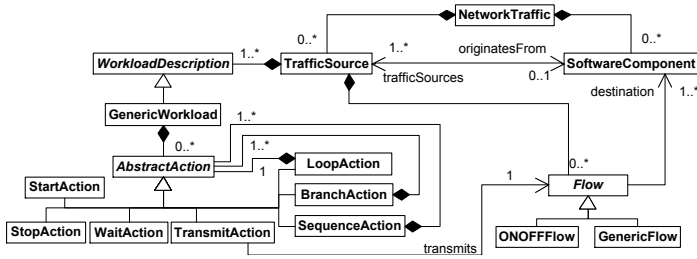 NetworkTraffic
0..*
1..*
originatesFrom
0..*
1..*
WorkloadDescription
TrafficSource
SoftwareComponent
trafficSources
0..1
destination
1..*
GenericWorkload
1..*
0..*
1..*
AbstractAction
1
LoopAction
0..*
StartAction
1
Flow
BranchAction
StopAction
WaitAction
TransmitAction
SequenceAction
ONOFFFlow
GenericFlow
transmits